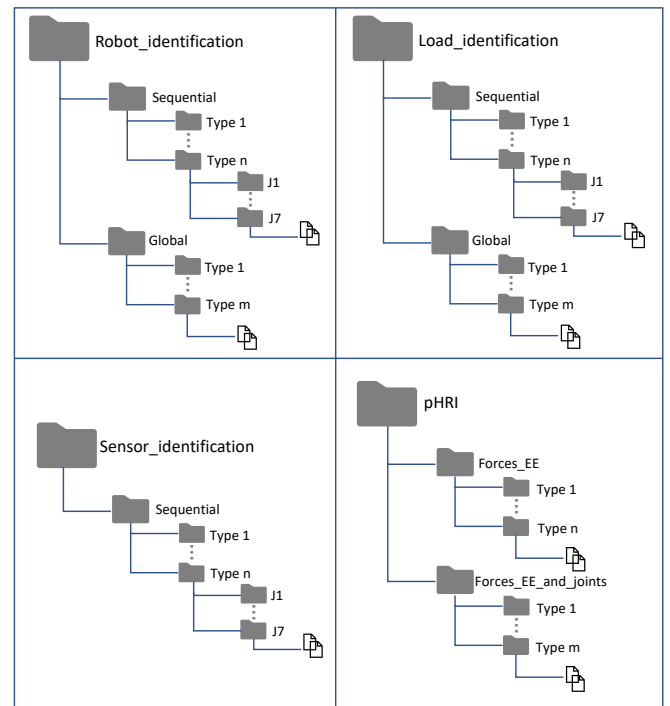 Robot_identification
Sequential
Type 1
Type n
J1
J7
Global
Type 1
Type m
Load_identification
Sequential
Type 1
Type n
J1
J7
Global
Type 1
Type m
Sensor_identification
Sequential
Type 1
Type n
J1
J7
pHRI
Forces_EE
Type 1
Type n
Forces_EE_and_joints
Type 1
Type m